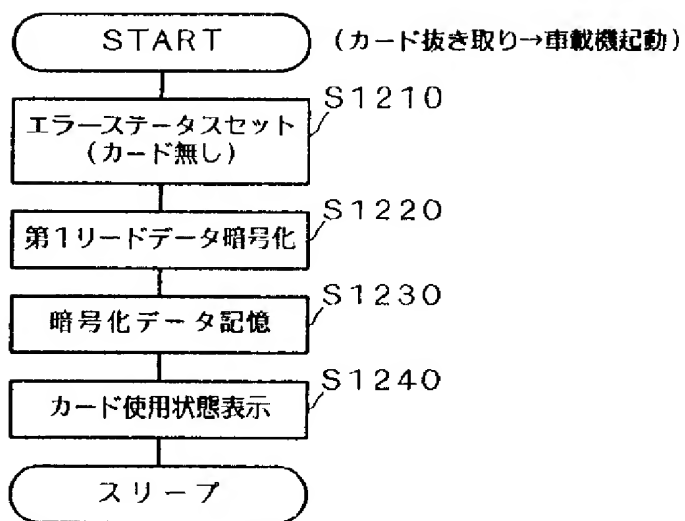 START
(カード抜き取り→車載機起動)
S1210
エラーステータスセット
(カード無し)
S1220
第1リードデータ暗号化
S1230
暗号化データ記憶
S1240
カード使用状態表示
スリープ